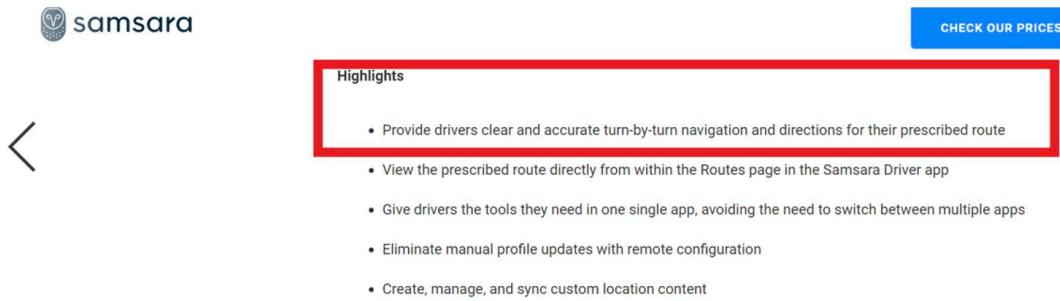 samsara
CHECK OUR PRICES
Highlights
• Provide drivers clear and accurate turn-by-turn navigation and directions for their prescribed route
• View the prescribed route directly from within the Routes page in the Samsara Driver app
• Give drivers the tools they need in one single app, avoiding the need to switch between multiple apps
• Eliminate manual profile updates with remote configuration
• Create, manage, and sync custom location content